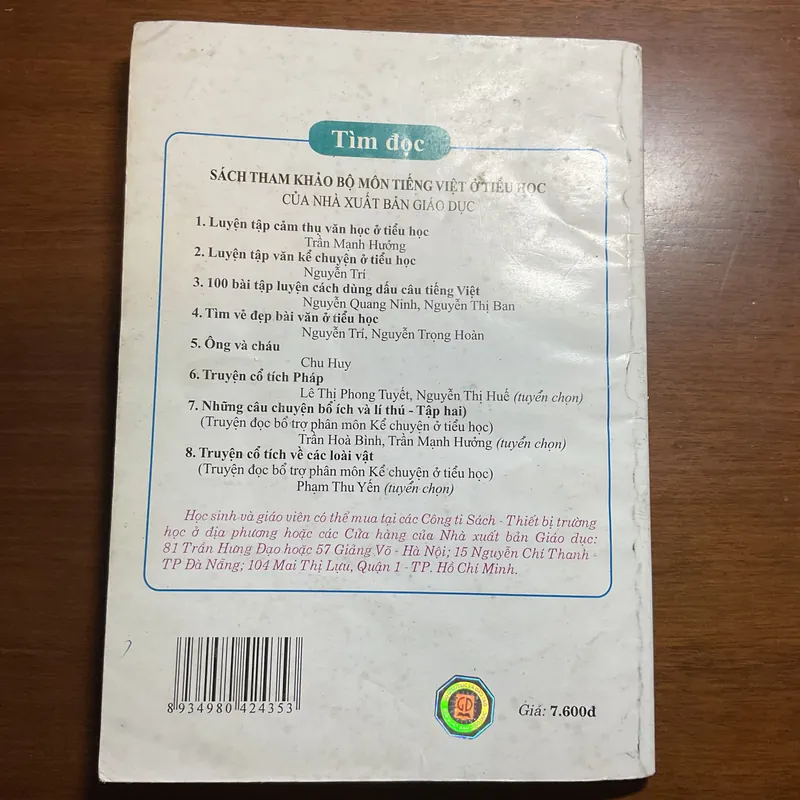 Tìm đọc
SÁCH THAM KHẢO BỘ MÔN TIẾNG VIỆT Ở TIỂU HỌC
CỦA NHÀ XUẤT BẢN GIÁO DỤC
1. Luyện tập cảm thụ văn học ở tiểu học
Trần Mạnh Hưởng
2. Luyện tập văn kể chuyện ở tiểu học
Nguyễn Trí
3. 100 bài tập luyện cách dùng dấu câu tiếng Việt
Nguyễn Quang Ninh, Nguyễn Thị Ban
4. Tìm vẻ đẹp bài văn ở tiểu học
Nguyễn Trí, Nguyễn Trọng Hoàn
5. Ông và cháu
Chu Huy
6. Truyện cổ tích Pháp
Lê Thị Phong Tuyết, Nguyễn Thị Huế (tuyển chọn)
7. Những câu chuyện bổ ích và lí thú - Tập hai)
(Truyện đọc bổ trợ phân môn Kể chuyện ở tiểu học)
Trần Hoà Bình, Trần Mạnh Hưởng (tuyển chọn)
8. Truyện cổ tích về các loài vật
(Truyện đọc bổ trợ phân môn Kể chuyện ở tiểu học)
Phạm Thu Yến (tuyển chọn)
Học sinh và giáo viên có thể mua tại các Công ti Sách - Thiết bị trường
học ở địa phương hoặc các Cửa hàng của Nhà xuất bản Giáo dục:
81 Trần Hưng Đạo hoặc 57 Giảng Võ - Hà Nội; 15 Nguyễn Chí Thanh -
TP Đà Nẵng; 104 Mai Thị Lựu, Quận 1 - TP. Hồ Chí Minh.
8 934980 424353
Giá: 7.600đ